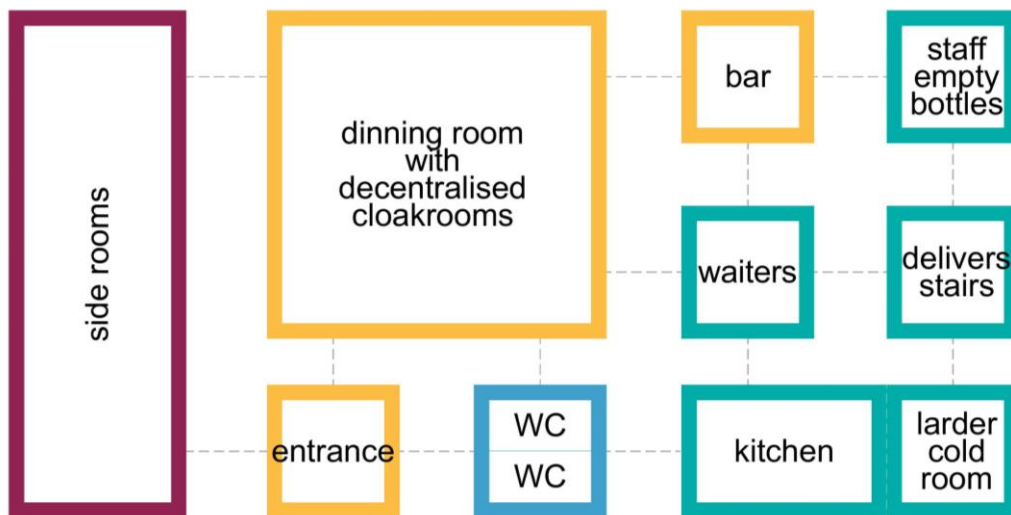 side rooms
dinning room
with
decentralised
cloakrooms
bar
staff
empty
bottles
waiters
delivers
stairs
entrance
WC
WC
kitchen
larder
cold
room